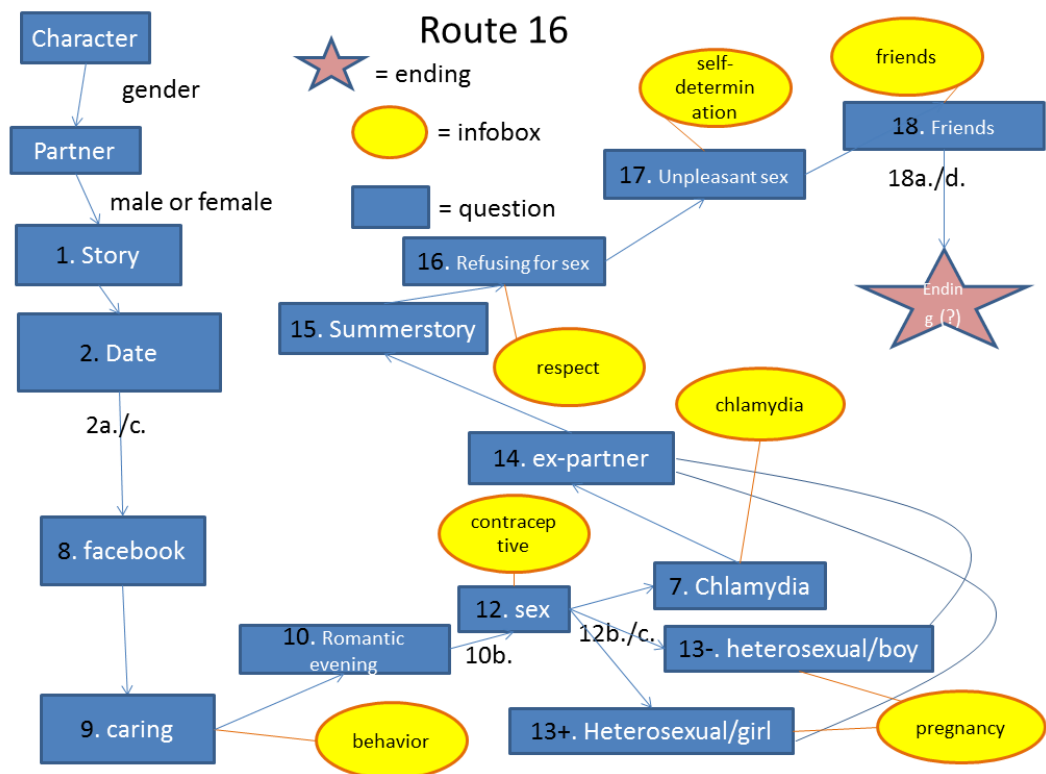 Route 16
= ending
= infobox
= question
Character
gender
Partner
male or female
1. Story
2. Date
2a./c.
8. facebook
9. caring
behavior
10. Romantic
evening
10b.
12. sex
contracep
tive
12b./c.
7. Chlamydia
chlamydia
13-. heterosexual/boy
13+. Heterosexual/girl
pregnancy
14. ex-partner
15. Summerstory
16. Refusing for sex
respect
17. Unpleasant sex
self-
determin
ation
18. Friends
friends
18a./d.
Endin
g (?)